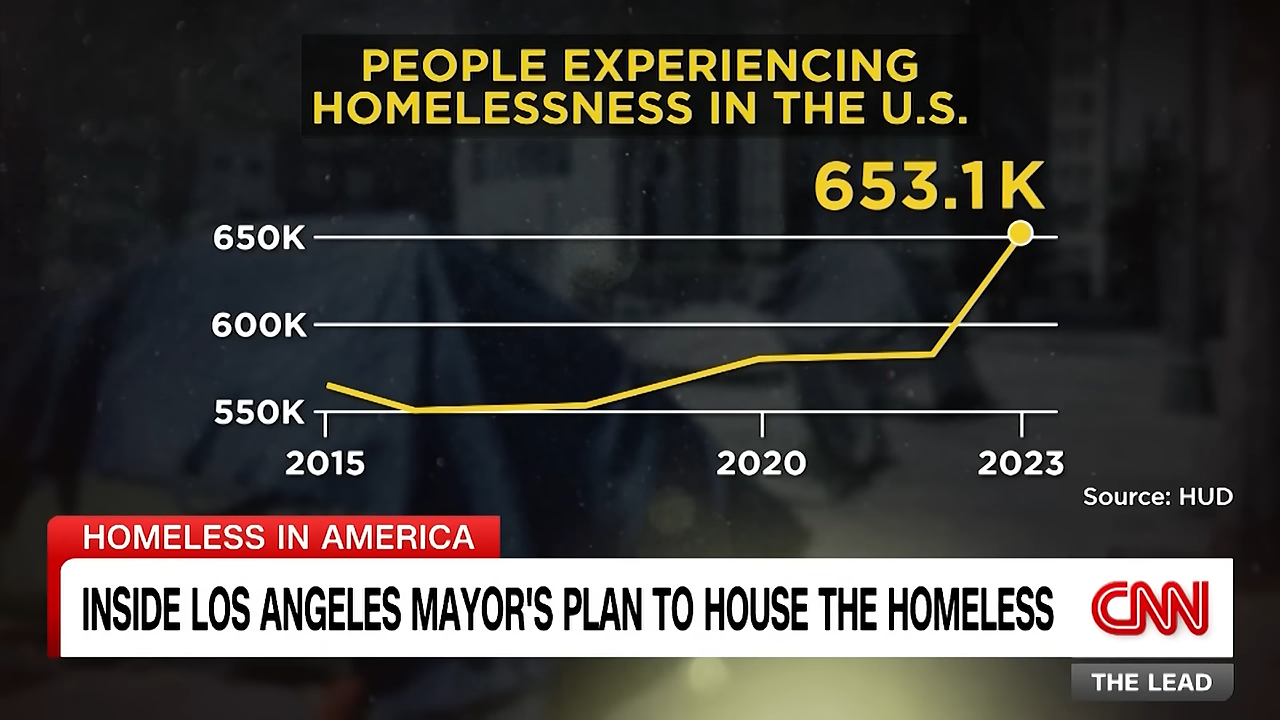 PEOPLE EXPERIENCING
HOMELESSNESS IN THE U.S.
653.1K
650K
600K
550K
2015 2020 2023
Source: HUD
HOMELESS IN AMERICA
INSIDE LOS ANGELES MAYOR'S PLAN TO HOUSE THE HOMELESS
CNN
THE LEAD